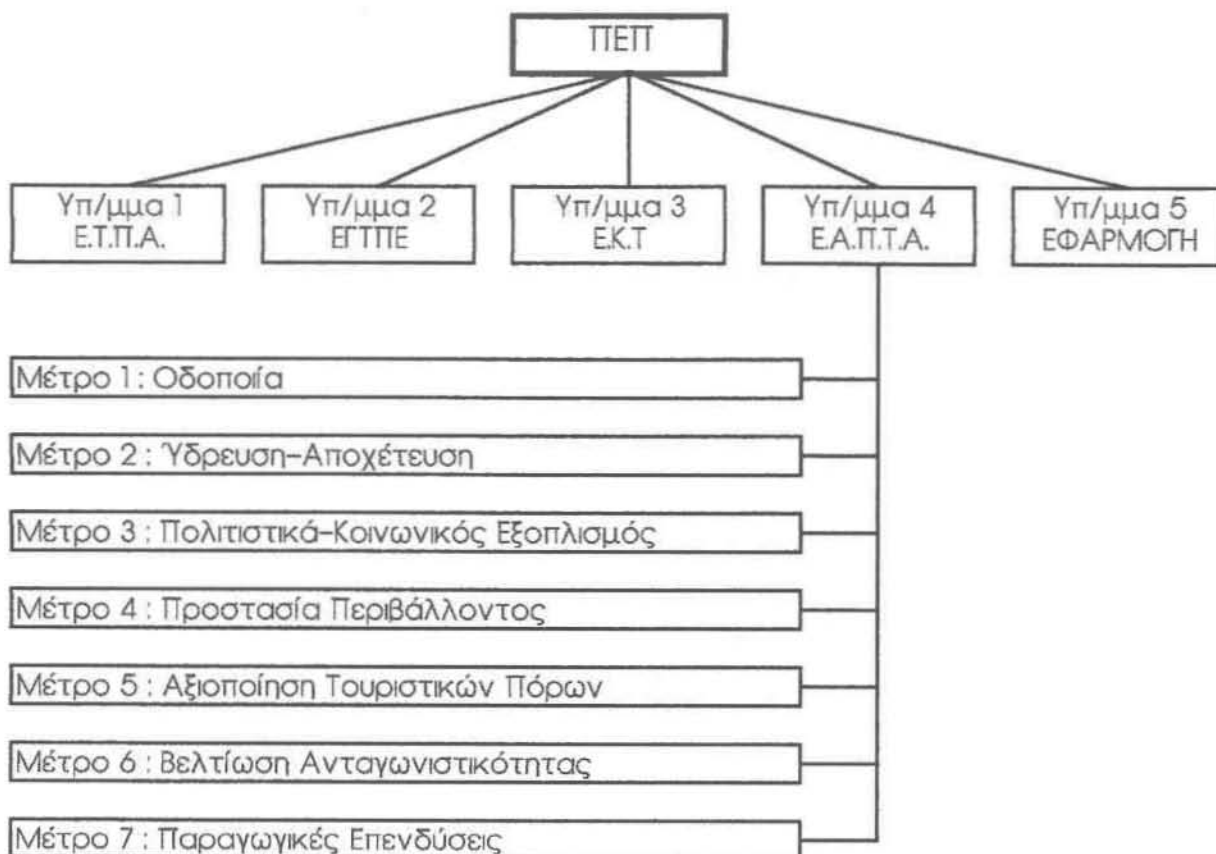 ΠΕΠ
Υπ/μμα 1
Ε.Τ.Π.Α.
Υπ/μμα 2
ΕΓΤΠΕ
Υπ/μμα 3
Ε.Κ.Τ
Υπ/μμα 4
Ε.Α.Π.Τ.Α.
Υπ/μμα 5
ΕΦΑΡΜΟΓΗ
Μέτρο 1 : Οδοποιία
Μέτρο 2 : Ύδρευση-Αποχέτευση
Μέτρο 3 : Πολιτιστικά-Κοινωνικός Εξοπλισμός
Μέτρο 4 : Προστασία Περιβάλλοντος
Μέτρο 5 : Αξιοποίηση Τουριστικών Πόρων
Μέτρο 6 : Βελτίωση Ανταγωνιστικότητας
Μέτρο 7 : Παραγωγικές Επενδύσεις